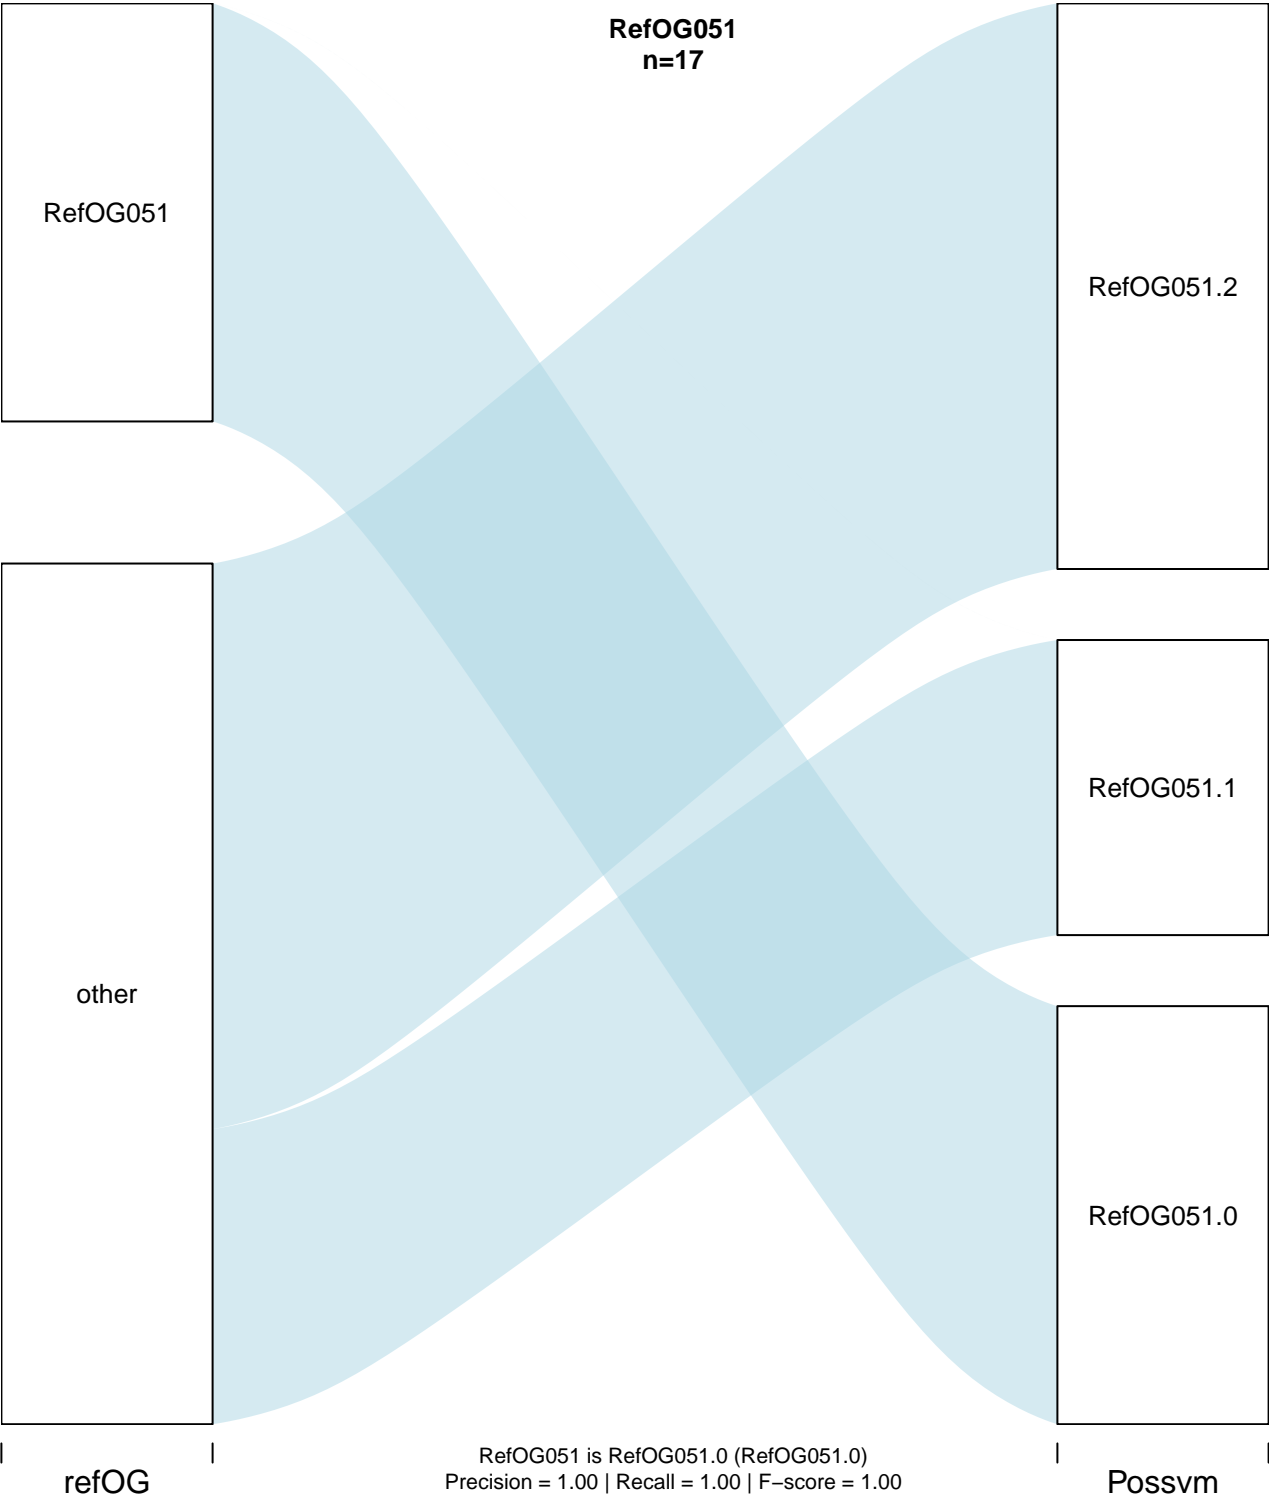 RefOG051
n=17
RefOG051
other
RefOG051.2
RefOG051.1
RefOG051.0
RefOG051 is RefOG051.0 (RefOG051.0)
Precision = 1.00 | Recall = 1.00 | F−score = 1.00
refOG
Possvm